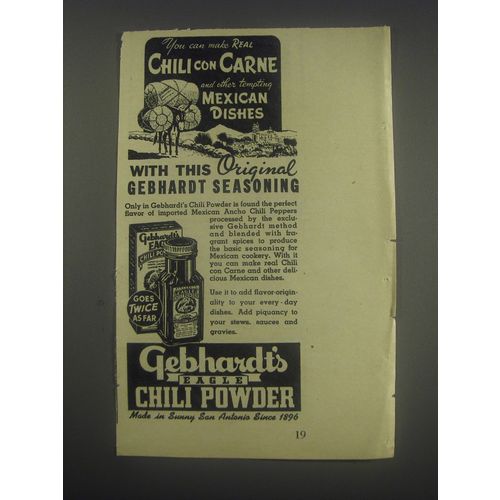 You can make REAL
CHILI CON CARNE
and other tempting
MEXICAN
DISHES
WITH THIS Original
GEBHARDT SEASONING
Only in Gebhardt's Chili Powder is found the perfect
flavor of imported Mexican Ancho Chili Peppers
processed by the exclu-
sive Gebhardt method
and blended with fra-
grant spices to produce
the basic seasoning for
Mexican cookery. With it
you can make real Chili
con Carne and other deli-
cious Mexican dishes.
Use it to add flavor-origin-
ality to your every-day
dishes. Add piquancy to
your stews, sauces and
gravies.
Gebhardt's
EAGLE
CHILI POWDER
GOES
TWICE
AS FAR
Gebhardt's
EAGLE
CHILI POWDER
Made in Sunny San Antonio Since 1896
19